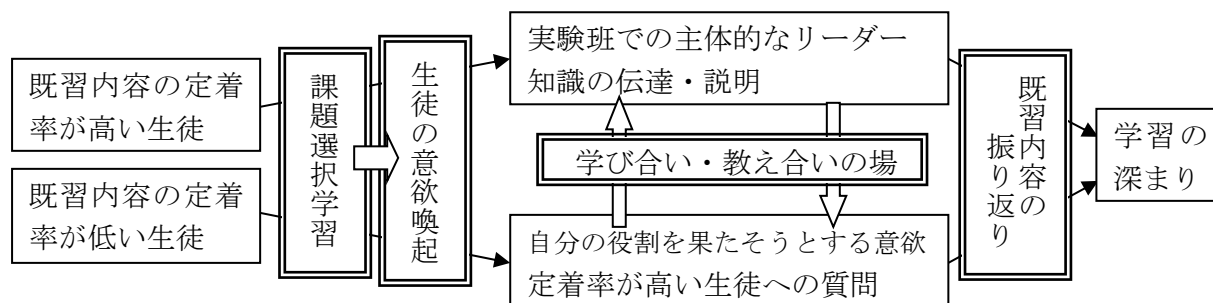 既習内容の定着
率が高い生徒
既習内容の定着
率が低い生徒
課題選択学習
生徒の意欲喚起
実験班での主体的なリーダー
知識の伝達・説明
学び合い・教え合いの場
自分の役割を果たそうとする意欲
定着率が高い生徒への質問
既習内容の
振り返り
学習の
深まり